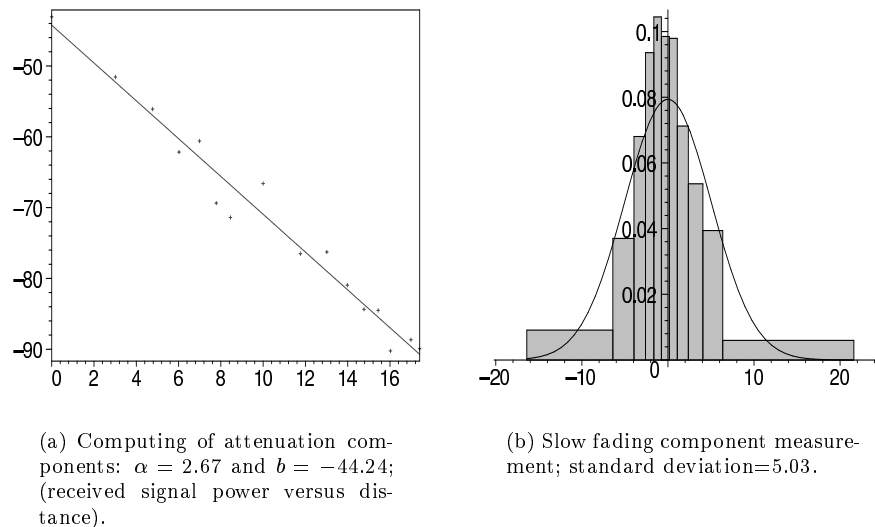 −50
−60
−70
−80
−90
0 2 4 6 8 10 12 14 16
0.1
0.08
0.06
0.04
0.02
−20 −10 0 10 20
(a) Computing of attenuation com-
ponents: α = 2.67 and b = −44.24;
(received signal power versus dis-
tance).
(b) Slow fading component measure-
ment; standard deviation=5.03.